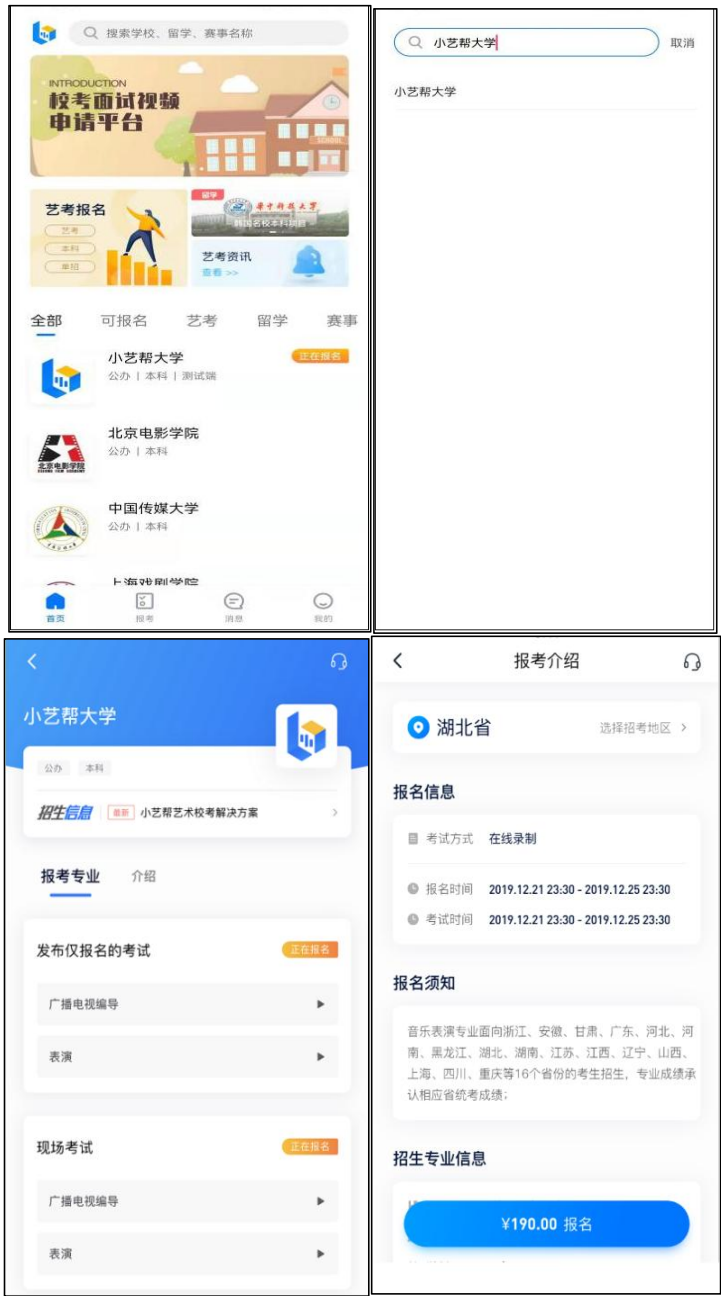 搜索学校、留学、赛事名称
INTRODUCTION
校考面试视频
申请平台
SCHOOL
艺考报名
艺考
本科
单招
留学
韩国名校本科预科
艺考资讯
查看 >>
全部 可报名 艺考 留学 赛事
小艺帮大学 正在报名
公办 | 本科 | 测试端
北京电影学院
公办 | 本科
北京电影学院
中国传媒大学
公办 | 本科
上海戏剧学院
首页 报考 消息 我的
小艺帮大学 取消
小艺帮大学
小艺帮大学
公办 本科
招生信息 最新 小艺帮艺术校考解决方案
报考专业 介绍
发布仅报名的考试 正在报名
广播电视编导
表演
现场考试 正在报名
广播电视编导
表演
报考介绍
湖北省 选择招考地区
报名信息
考试方式 在线录制
报名时间 2019.12.21 23:30 - 2019.12.25 23:30
考试时间 2019.12.21 23:30 - 2019.12.25 23:30
报名须知
音乐表演专业面向浙江、安徽、甘肃、广东、河北、河
南、黑龙江、湖北、湖南、江苏、江西、辽宁、山西、
上海、四川、重庆等16个省份的考生招生，专业成绩承
认相应省统考成绩；
招生专业信息
¥190.00 报名